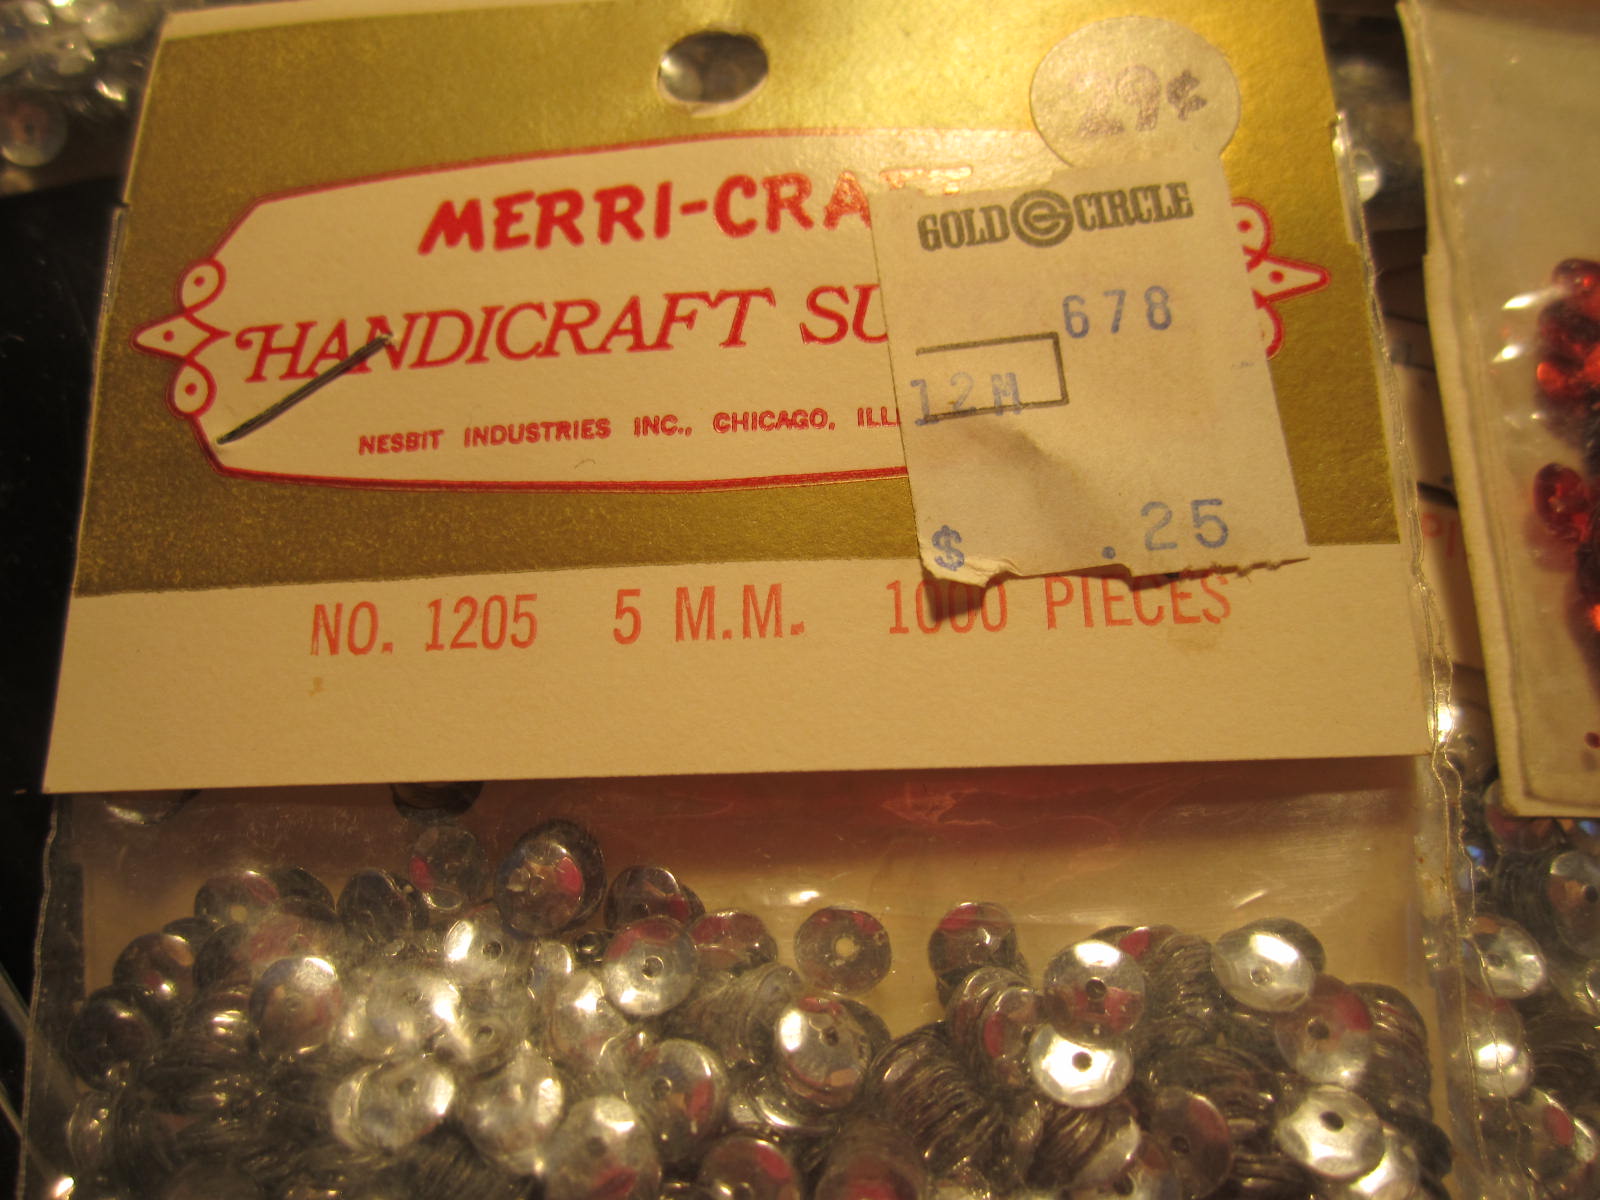 29¢
MERRI-CRAFT
GOLD CIRCLE
HANDICRAFT SU
678
12M
NESBIT INDUSTRIES INC., CHICAGO, ILL
$ .25
NO. 1205 5 M.M. 1000 PIECES